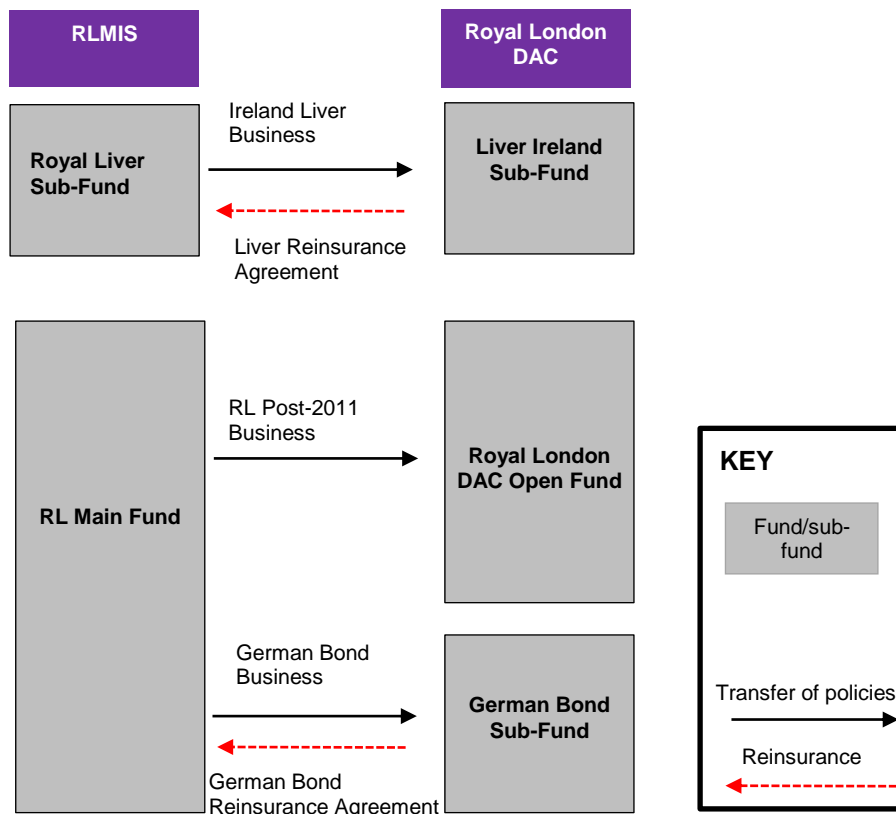 RLMIS
Royal London
DAC
Ireland Liver
Business
Royal Liver
Sub-Fund
Liver Ireland
Sub-Fund
Liver Reinsurance
Agreement
RL Post-2011
Business
RL Main Fund
Royal London
DAC Open Fund
German Bond
Business
German Bond
Sub-Fund
German Bond
Reinsurance Agreement
KEY
Fund/sub-
fund
Transfer of policies
Reinsurance